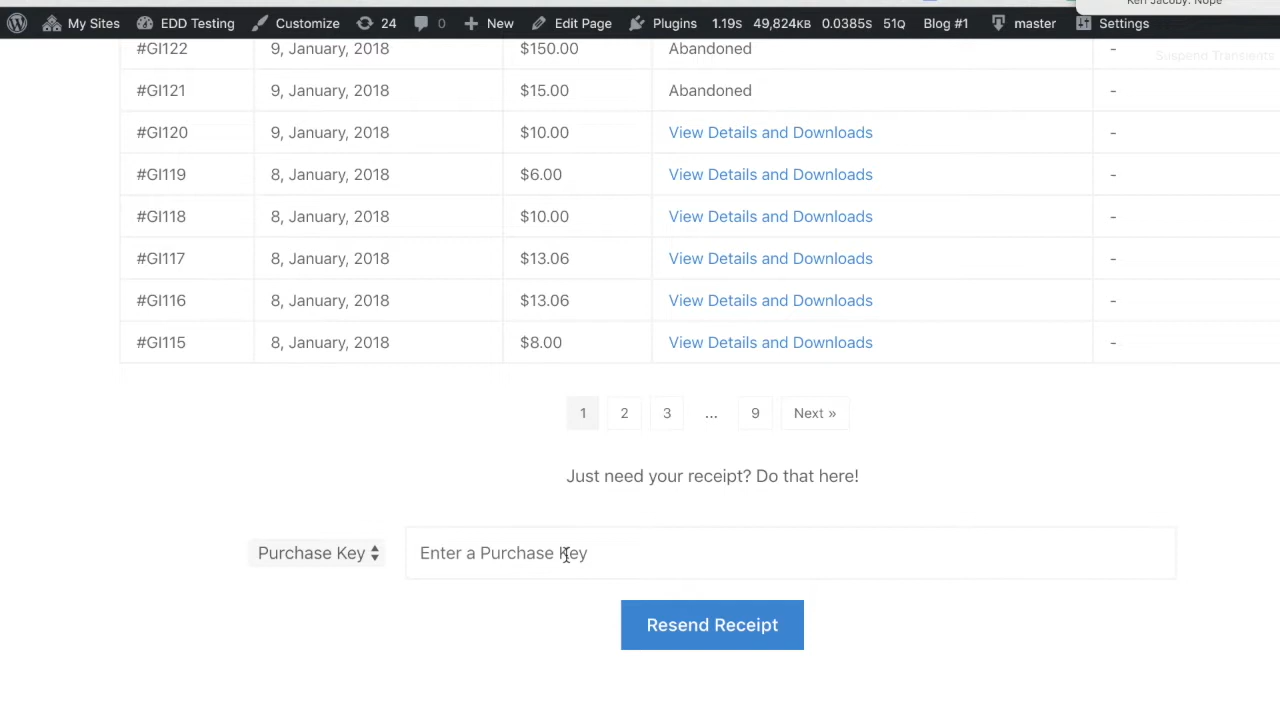 Ken Jacoby: Nope
My Sites EDD Testing Customize 24 0 New Edit Page Plugins 1.19s 49,824KB 0.0385s 51Q Blog #1 master Settings
Suspend Transients
#GI122 9, January, 2018 $150.00 Abandoned -
#GI121 9, January, 2018 $15.00 Abandoned -
#GI120 9, January, 2018 $10.00 View Details and Downloads -
#GI119 8, January, 2018 $6.00 View Details and Downloads -
#GI118 8, January, 2018 $10.00 View Details and Downloads -
#GI117 8, January, 2018 $13.06 View Details and Downloads -
#GI116 8, January, 2018 $13.06 View Details and Downloads -
#GI115 8, January, 2018 $8.00 View Details and Downloads -
1 2 3 ... 9 Next »
Just need your receipt? Do that here!
Purchase Key Enter a Purchase Key
Resend Receipt